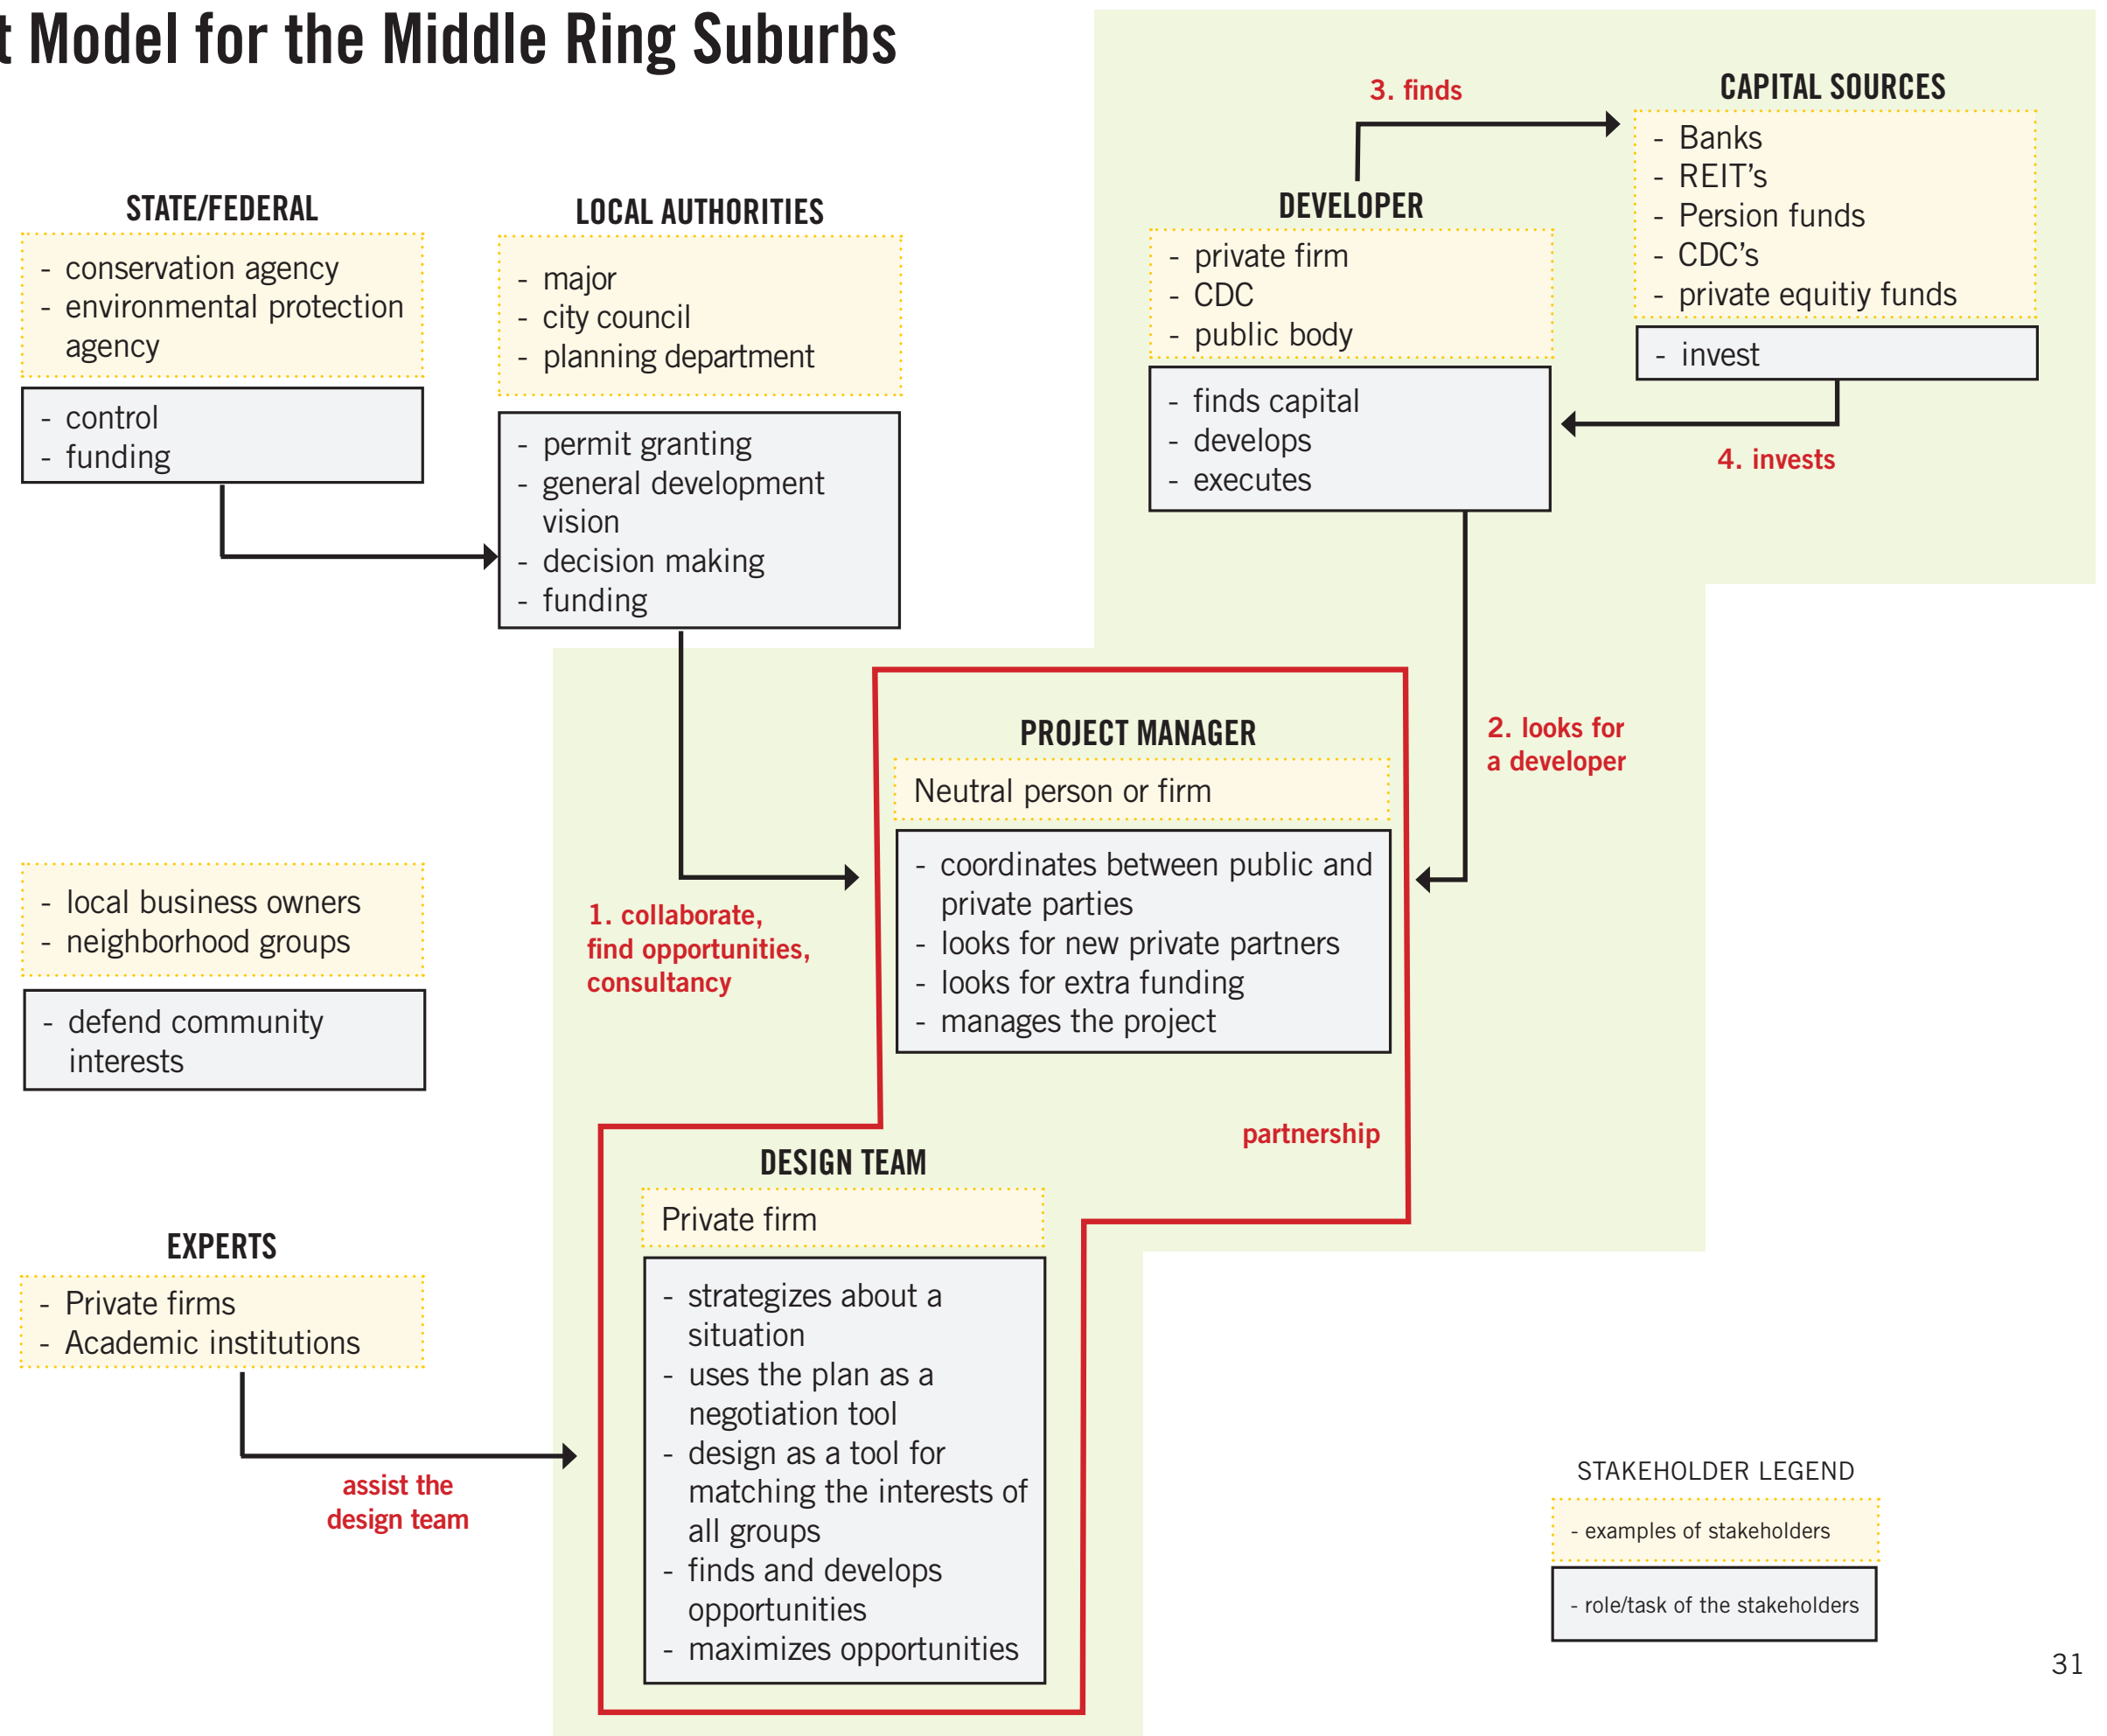 t Model for the Middle Ring Suburbs
STATE/FEDERAL
- conservation agency
- environmental protection
agency
- control
- funding
LOCAL AUTHORITIES
- major
- city council
- planning department
- permit granting
- general development
vision
- decision making
- funding
3. finds
DEVELOPER
- private firm
- CDC
- public body
- finds capital
- develops
- executes
CAPITAL SOURCES
- Banks
- REIT’s
- Persion funds
- CDC’s
- private equitiy funds
- invest
4. invests
2. looks for
a developer
PROJECT MANAGER
Neutral person or firm
- coordinates between public and
private parties
- looks for new private partners
- looks for extra funding
- manages the project
1. collaborate,
find opportunities,
consultancy
- local business owners
- neighborhood groups
- defend community
interests
partnership
DESIGN TEAM
Private firm
- strategizes about a
situation
- uses the plan as a
negotiation tool
- design as a tool for
matching the interests of
all groups
- finds and develops
opportunities
- maximizes opportunities
EXPERTS
- Private firms
- Academic institutions
assist the
design team
STAKEHOLDER LEGEND
- examples of stakeholders
- role/task of the stakeholders
31